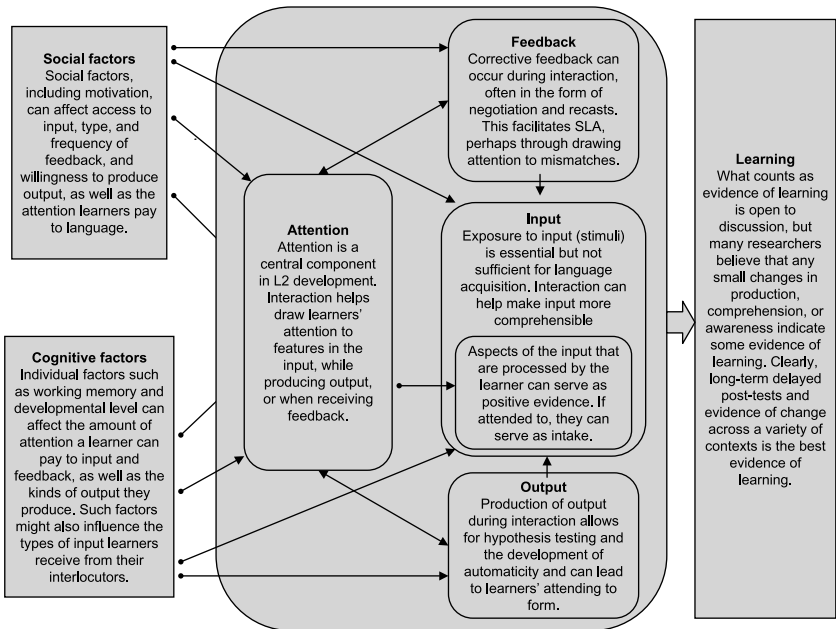 Social factors
Social factors,
including motivation,
can affect access to
input, type, and
frequency of
feedback, and
willingness to produce
output, as well as the
attention learners pay
to language.
Cognitive factors
Individual factors such
as working memory and
developmental level can
affect the amount of
attention a learner can
pay to input and
feedback, as well as the
kinds of output they
produce. Such factors
might also influence the
types of input learners
receive from their
interlocutors.
Attention
Attention is a
central component
in L2 development.
Interaction helps
draw learners’
attention to
features in the
input, while
producing output,
or when receiving
feedback.
Feedback
Corrective feedback can
occur during interaction,
often in the form of
negotiation and recasts.
This facilitates SLA,
perhaps through drawing
attention to mismatches.
Input
Exposure to input (stimuli)
is essential but not
sufficient for language
acquisition. Interaction can
help make input more
comprehensible
Aspects of the input that
are processed by the
learner can serve as
positive evidence. If
attended to, they can
serve as intake.
Output
Production of output
during interaction allows
for hypothesis testing and
the development of
automaticity and can lead
to learners’ attending to
form.
Learning
What counts as
evidence of learning
is open to
discussion, but
many researchers
believe that any
small changes in
production,
comprehension, or
awareness indicate
some evidence of
learning. Clearly,
long-term delayed
post-tests and
evidence of change
across a variety of
contexts is the best
evidence of
learning.